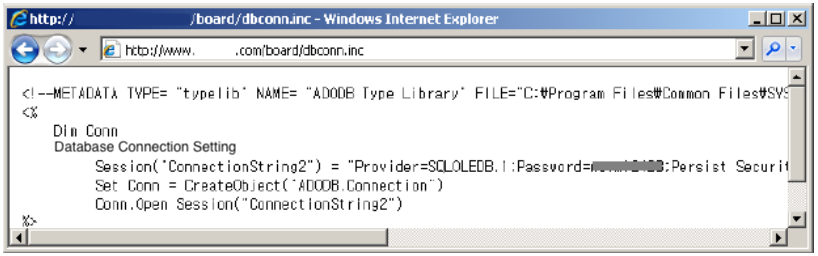 http:// /board/dbconn.inc - Windows Internet Explorer
http://www. .com/board/dbconn.inc
<!--METADATA TYPE= "typelib" NAME= "ADODB Type Library" FILE="C:₩Program Files₩Common Files₩SYS
<%
Dim Conn
Database Connection Setting
Session("ConnectionString2") = "Provider=SQLOLEDB.1;Password= ;Persist Securit
Set Conn = CreateObject("ADODB.Connection")
Conn.Open Session("ConnectionString2")
%>